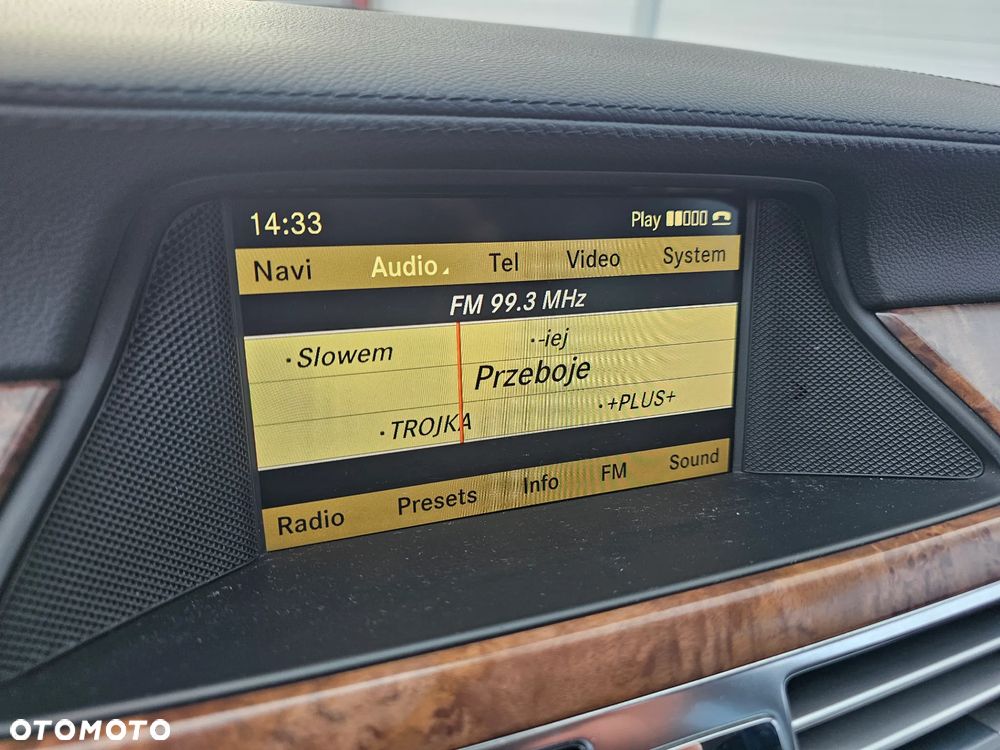 14:33 Play
Navi Audio Tel Video System
FM 99.3 MHz
·Slowem ·-iej
Przeboje
·TROJKA ·+PLUS+
Radio Presets Info FM Sound
OTOMOTO